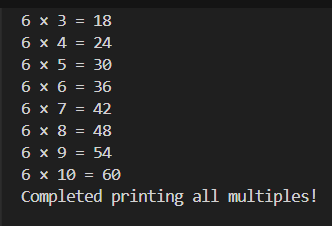 6 × 3 = 18
6 × 4 = 24
6 × 5 = 30
6 × 6 = 36
6 × 7 = 42
6 × 8 = 48
6 × 9 = 54
6 × 10 = 60
Completed printing all multiples!